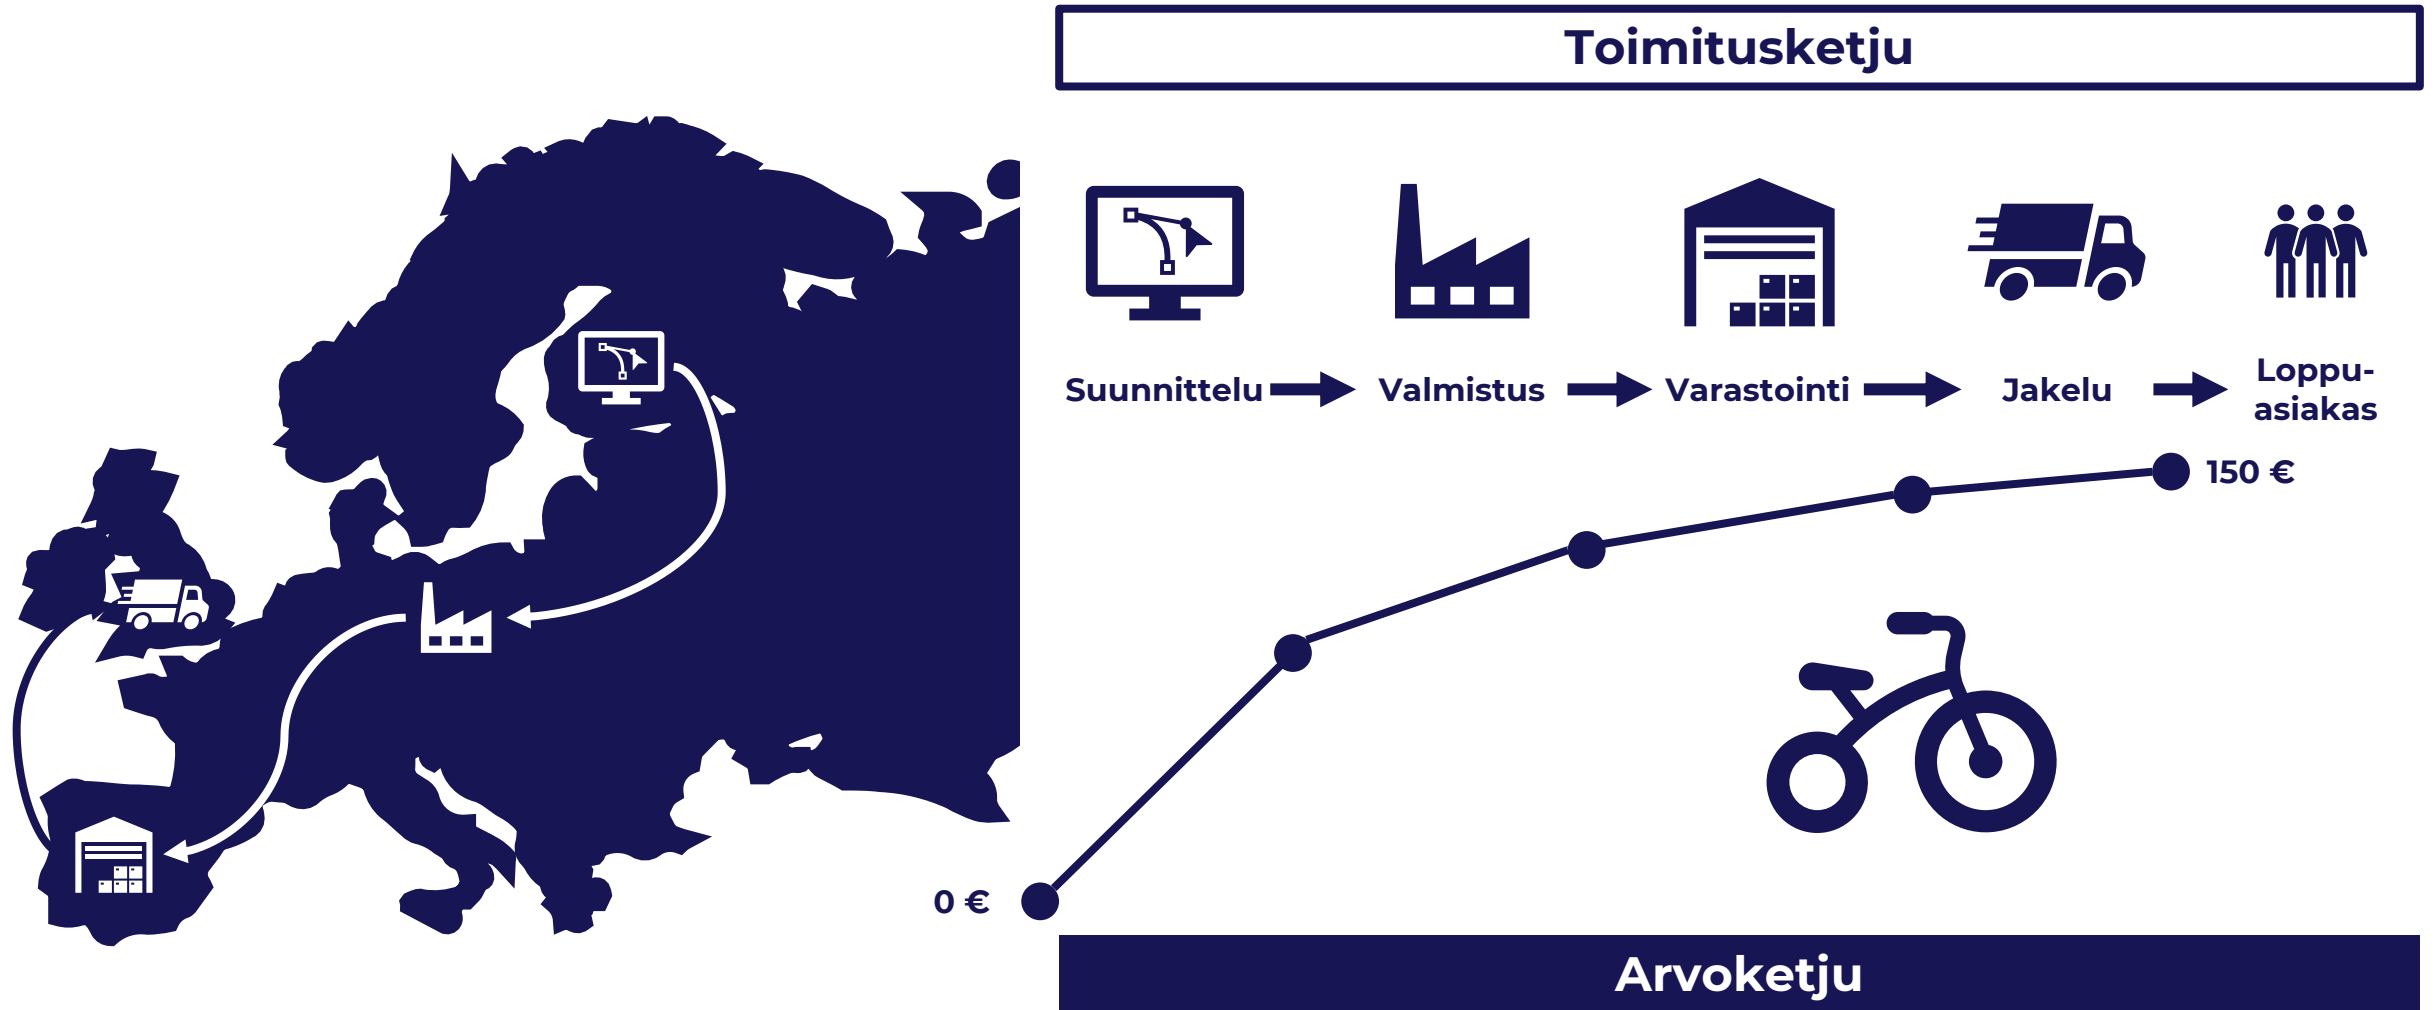 Toimitusketju
Suunnittelu
Valmistus
Varastointi
Jakelu
Loppu-
asiakas
150 €
0 €
Arvoketju